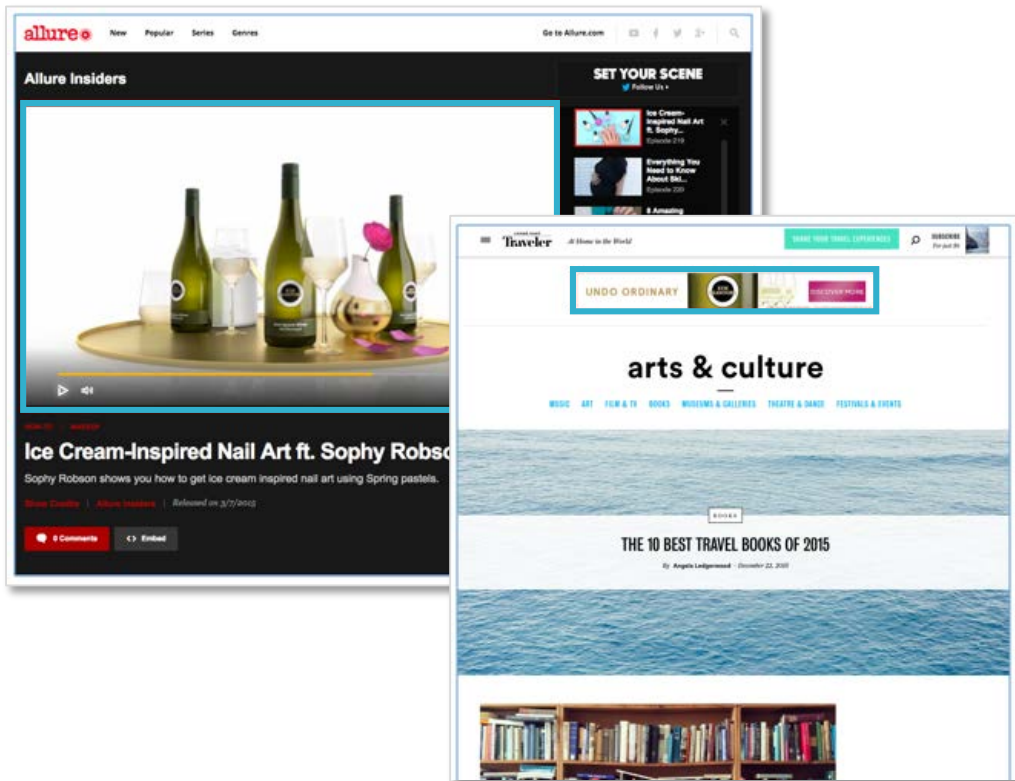 allure
New Popular Series Genres
Go to Allure.com
Allure Insiders
SET YOUR SCENE
Follow Us
Ice Cream-
Inspired Nail Art
ft. Sophy...
Episode 219
Everything You
Need to Know
About Ski...
Episode 220
8 Amazing
Ice Cream-Inspired Nail Art ft. Sophy Robso
Sophy Robson shows you how to get ice cream inspired nail art using Spring pastels.
Show Credits | Allure Insiders | Released on 3/7/2015
0 Comments
<> Embed
Traveler
At Home in the World
SHARE YOUR TRAVEL EXPERIENCES
SUBSCRIBE
UNDO ORDINARY
DISCOVER MORE
arts & culture
MUSIC ART FILM & TV BOOKS MUSEUMS & GALLERIES THEATRE & DANCE FESTIVALS & EVENTS
BOOKS
THE 10 BEST TRAVEL BOOKS OF 2015
By Angela Ledgerwood - December 22, 2015